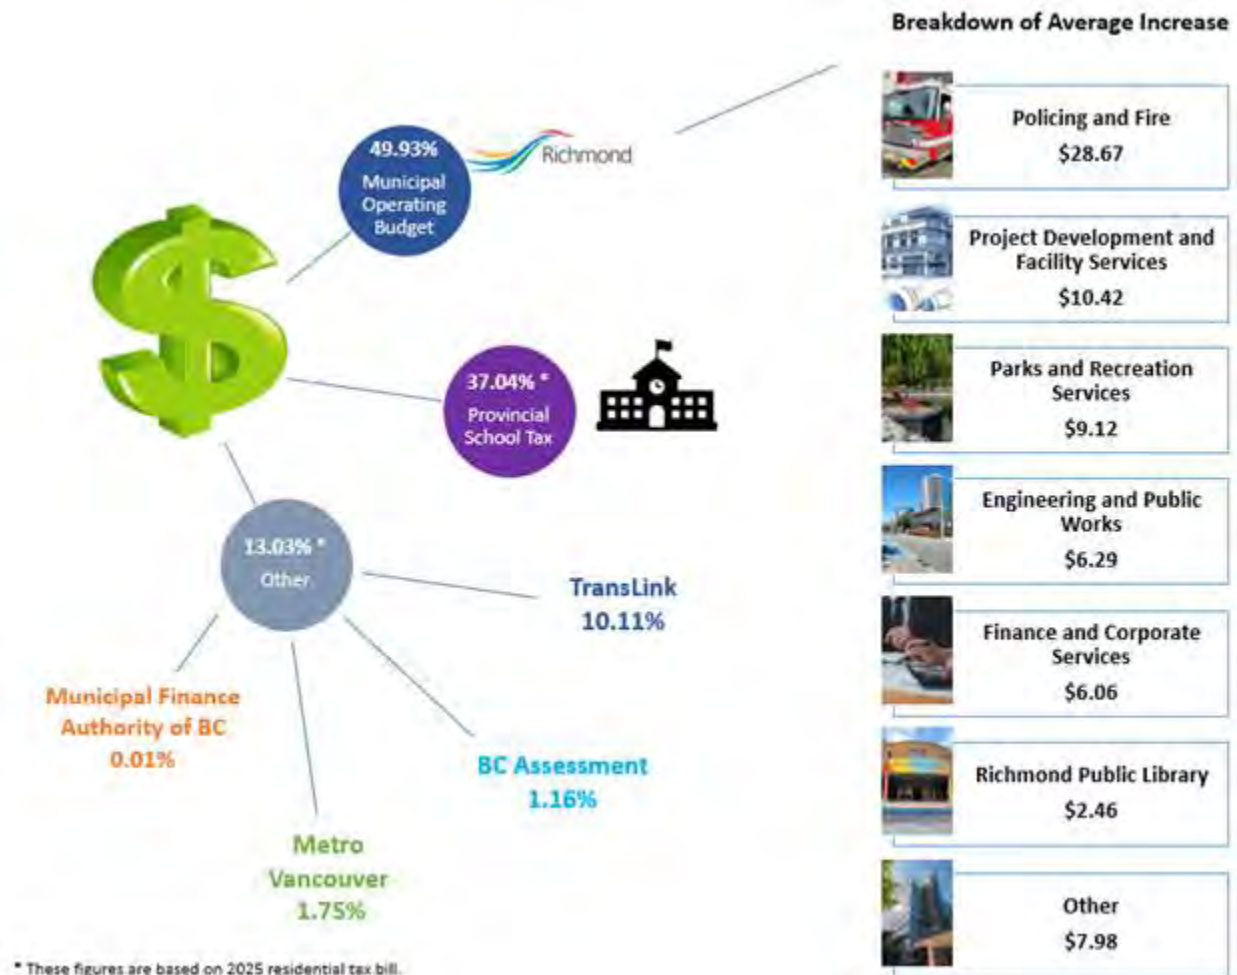 Breakdown of Average Increase
49.93%
Municipal
Operating
Budget
Richmond
37.04% *
Provincial
School Tax
13.03% *
Other
TransLink
10.11%
BC Assessment
1.16%
Metro
Vancouver
1.75%
Municipal Finance
Authority of BC
0.01%
Policing and Fire
$28.67
Project Development and
Facility Services
$10.42
Parks and Recreation
Services
$9.12
Engineering and Public
Works
$6.29
Finance and Corporate
Services
$6.06
Richmond Public Library
$2.46
Other
$7.98
* These figures are based on 2025 residential tax bill.